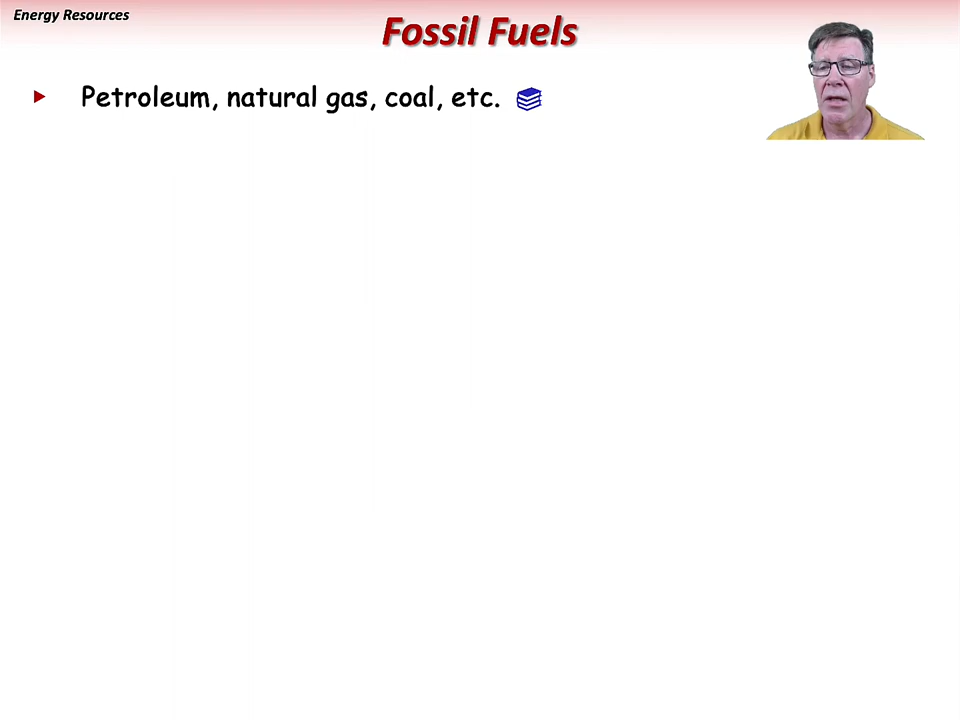 Energy Resources
Fossil Fuels
Petroleum, natural gas, coal, etc.